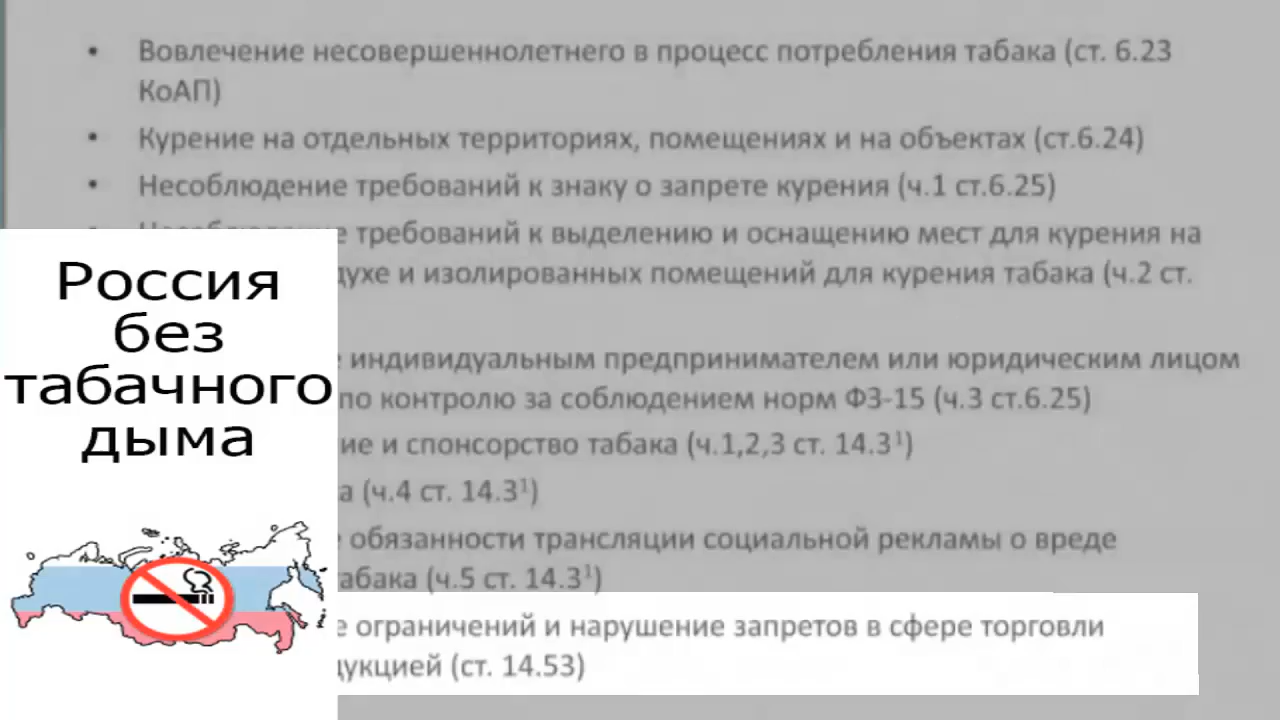 Вовлечение несовершеннолетнего в процесс потребления табака (ст. 6.23
КоАП)
Курение на отдельных территориях, помещениях и на объектах (ст.6.24)
Несоблюдение требований к знаку о запрете курения (ч.1 ст.6.25)
требований к выделению и оснащению мест для курения на
духе и изолированных помещений для курения табака (ч.2 ст.
е индивидуальным предпринимателем или юридическим лицом
по контролю за соблюдением норм ФЗ-15 (ч.3 ст.6.25)
ие и спонсорство табака (ч.1,2,3 ст. 14.3¹)
а (ч.4 ст. 14.3¹)
е обязанности трансляции социальной рекламы о вреде
табака (ч.5 ст. 14.3¹)
е ограничений и нарушение запретов в сфере торговли
дукцией (ст. 14.53)
Россия
без
табачного
дыма